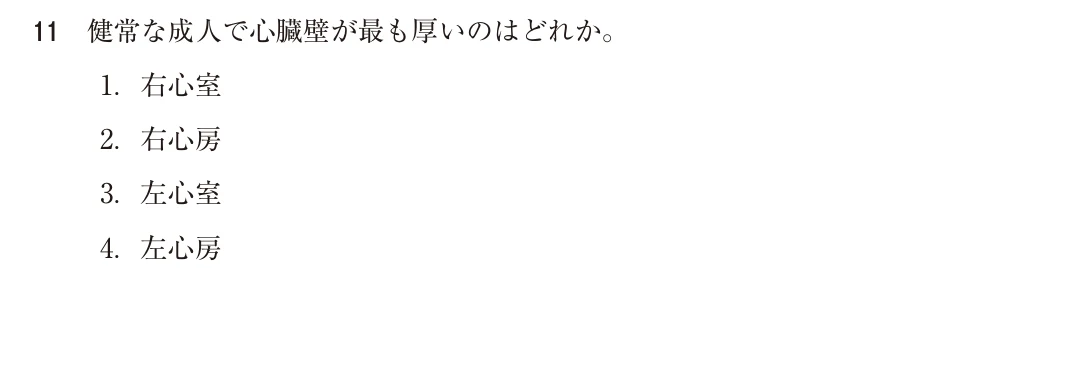 11 健常な成人で心臓壁が最も厚いのはどれか。
1. 右心室
2. 右心房
3. 左心室
4. 左心房